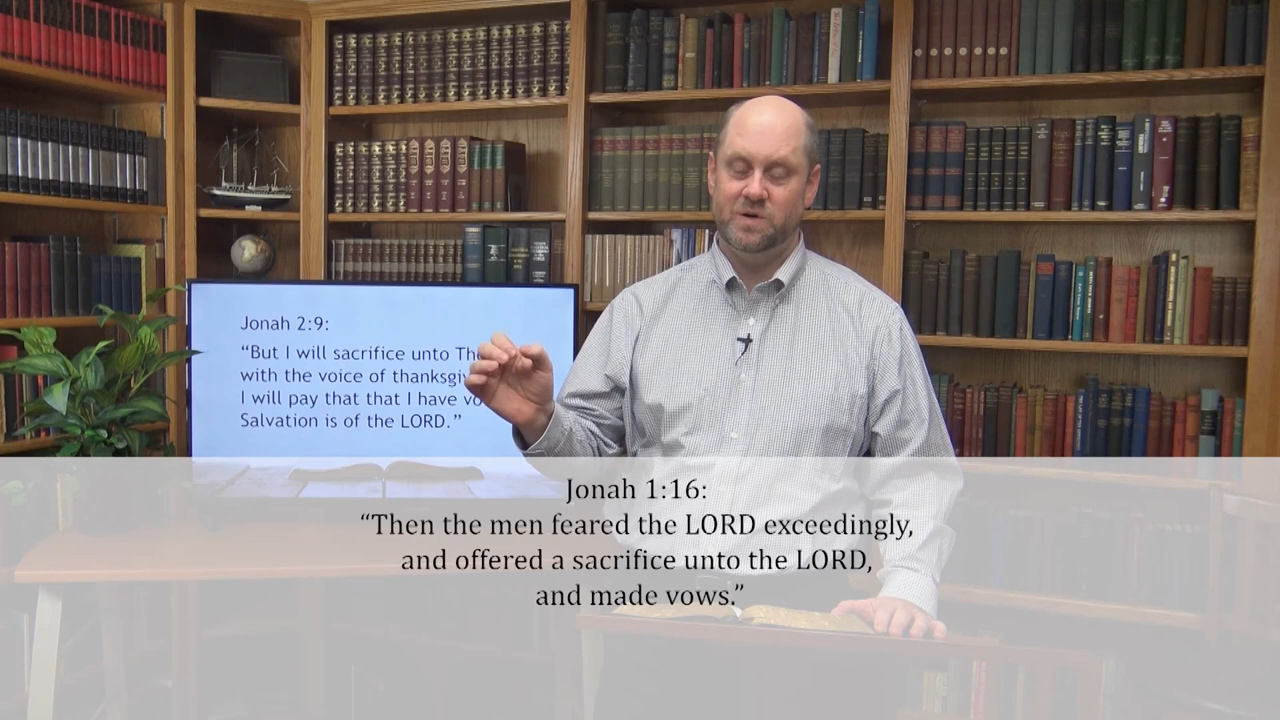 Jonah 2:9:
“But I will sacrifice unto The
with the voice of thanksgiv
I will pay that that I have vo
Salvation is of the LORD.”
Jonah 1:16:
“Then the men feared the LORD exceedingly,
and offered a sacrifice unto the LORD,
and made vows.”